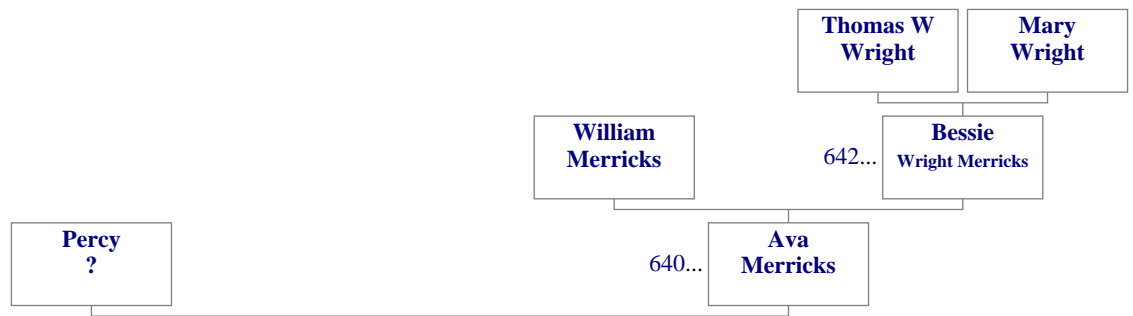 Thomas W
Wright
Mary
Wright
William
Merricks
642...
Bessie
Wright Merricks
Percy
?
640...
Ava
Merricks